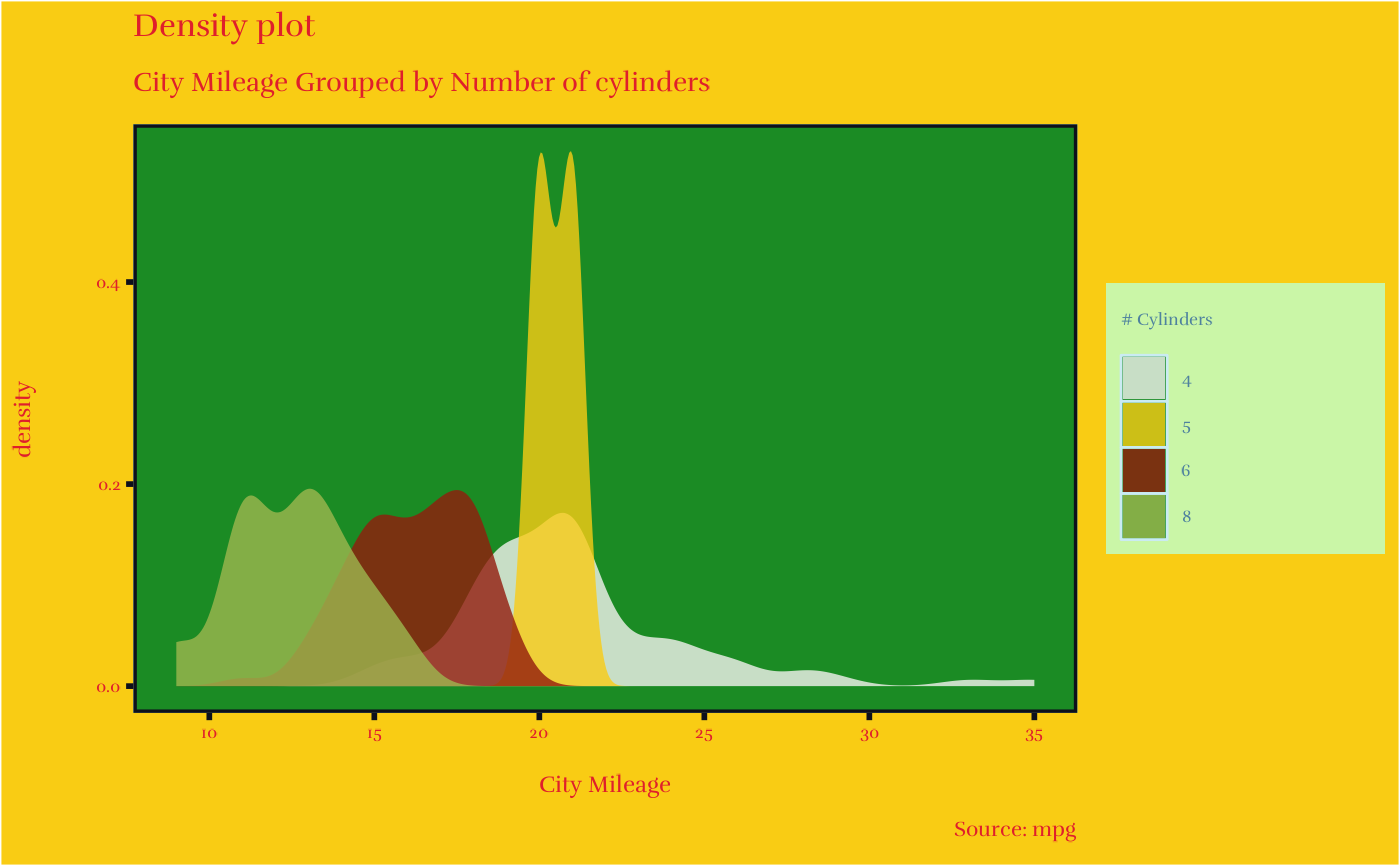 Density plot
City Mileage Grouped by Number of cylinders
density
0.4
0.2
0.0
10 15 20 25 30 35
City Mileage
Source: mpg
# Cylinders
4
5
6
8